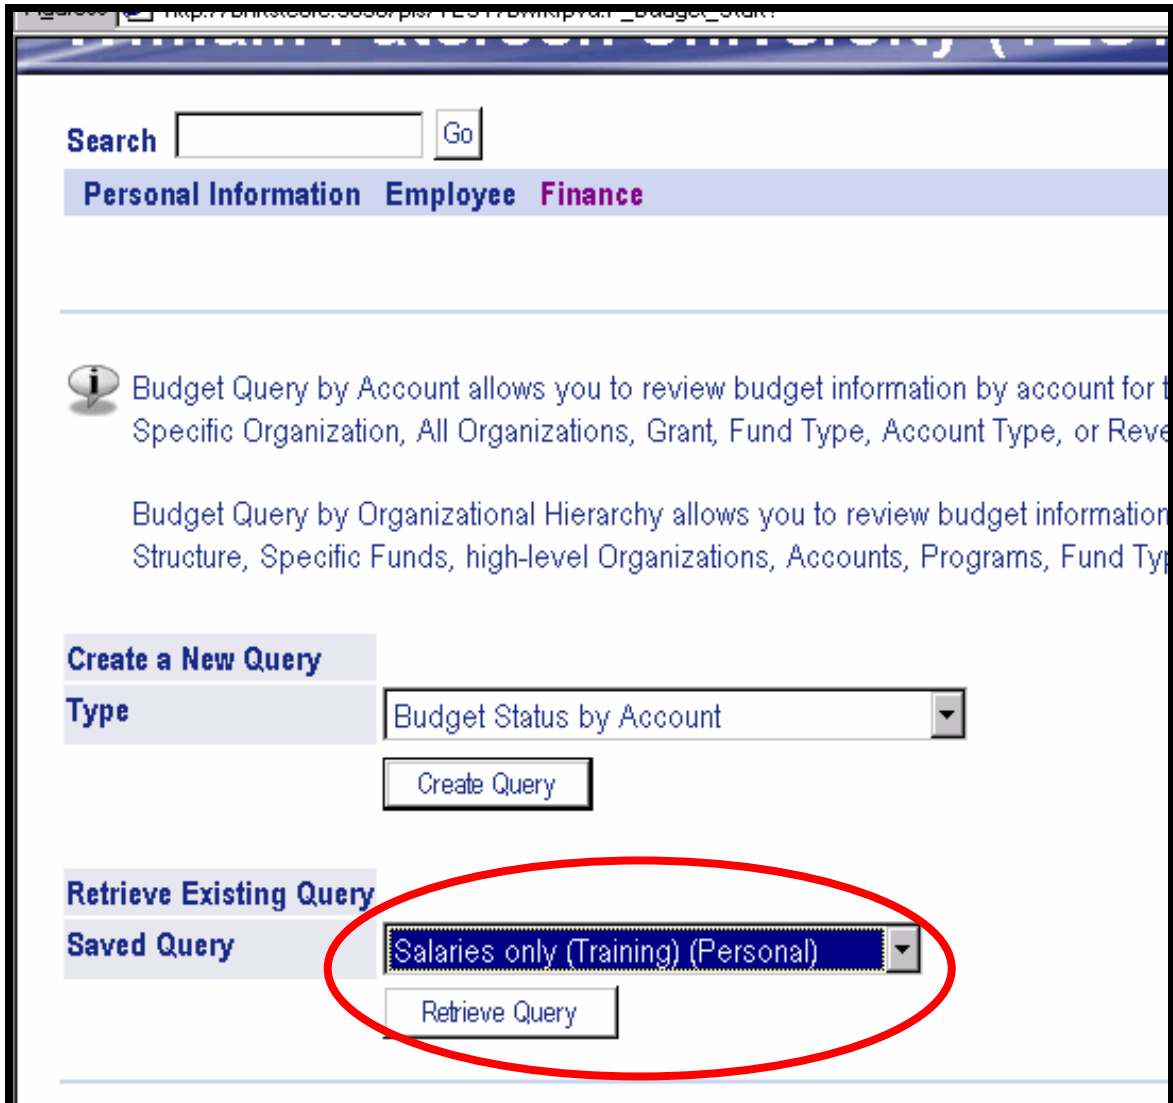 Search Go
Personal Information Employee Finance
Budget Query by Account allows you to review budget information by account for
Specific Organization, All Organizations, Grant, Fund Type, Account Type, or
Budget Query by Organizational Hierarchy allows you to review budget information
Structure, Specific Funds, high-level Organizations, Accounts, Programs, Fund
Create a New Query
Type Budget Status by Account
Create Query
Retrieve Existing Query
Saved Query Salaries only (Training) (Personal)
Retrieve Query